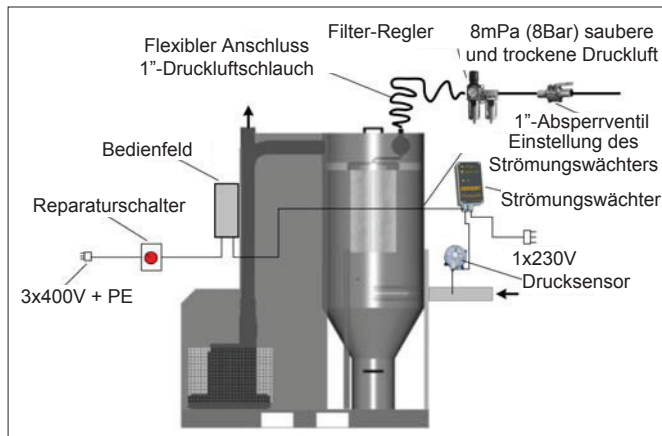 Flexibler Anschluss
1”-Druckluftschlauch
Filter-Regler
8mPa (8Bar) saubere
und trockene Druckluft
1”-Absperrventil
Einstellung des
Strömungswächters
Strömungswächter
Bedienfeld
Reparaturschalter
3x400V + PE
1x230V
Drucksensor